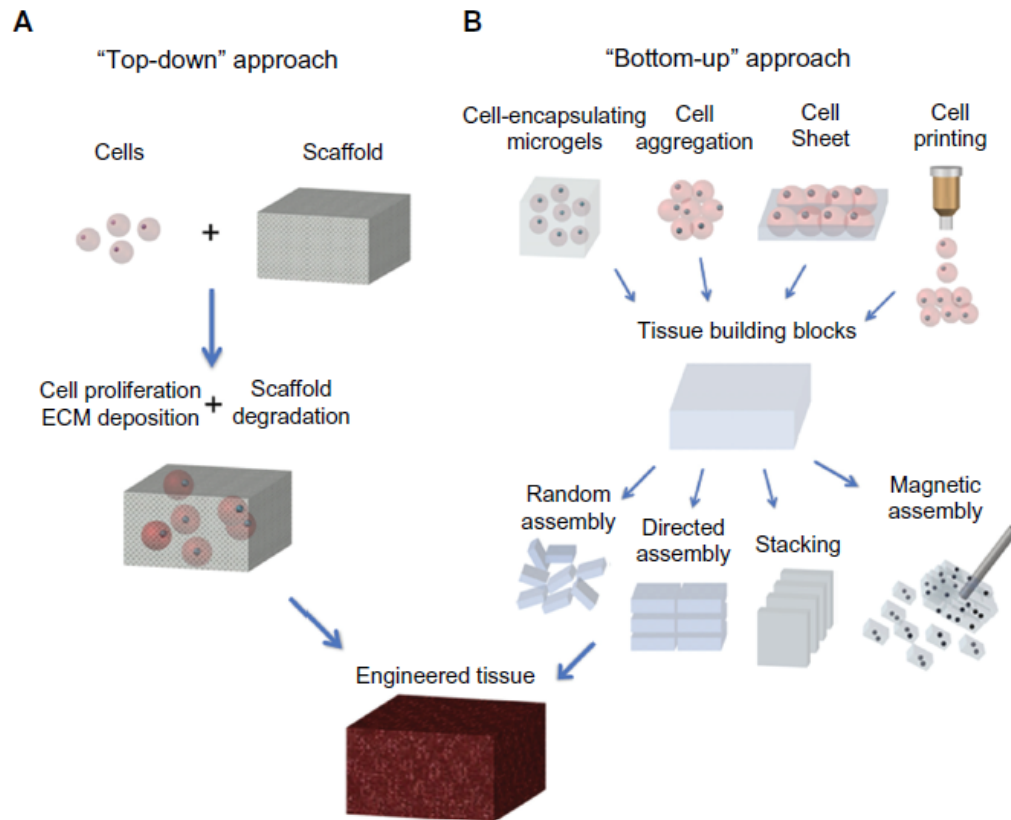 A
"Top-down" approach
Cells
Scaffold
+
Cell proliferation
ECM deposition
+
Scaffold
degradation
B
“Bottom-up” approach
Cell-encapsulating
microgels
Cell
aggregation
Cell
Sheet
Cell
printing
Tissue building blocks
Random
assembly
Directed
assembly
Stacking
Magnetic
assembly
Engineered tissue